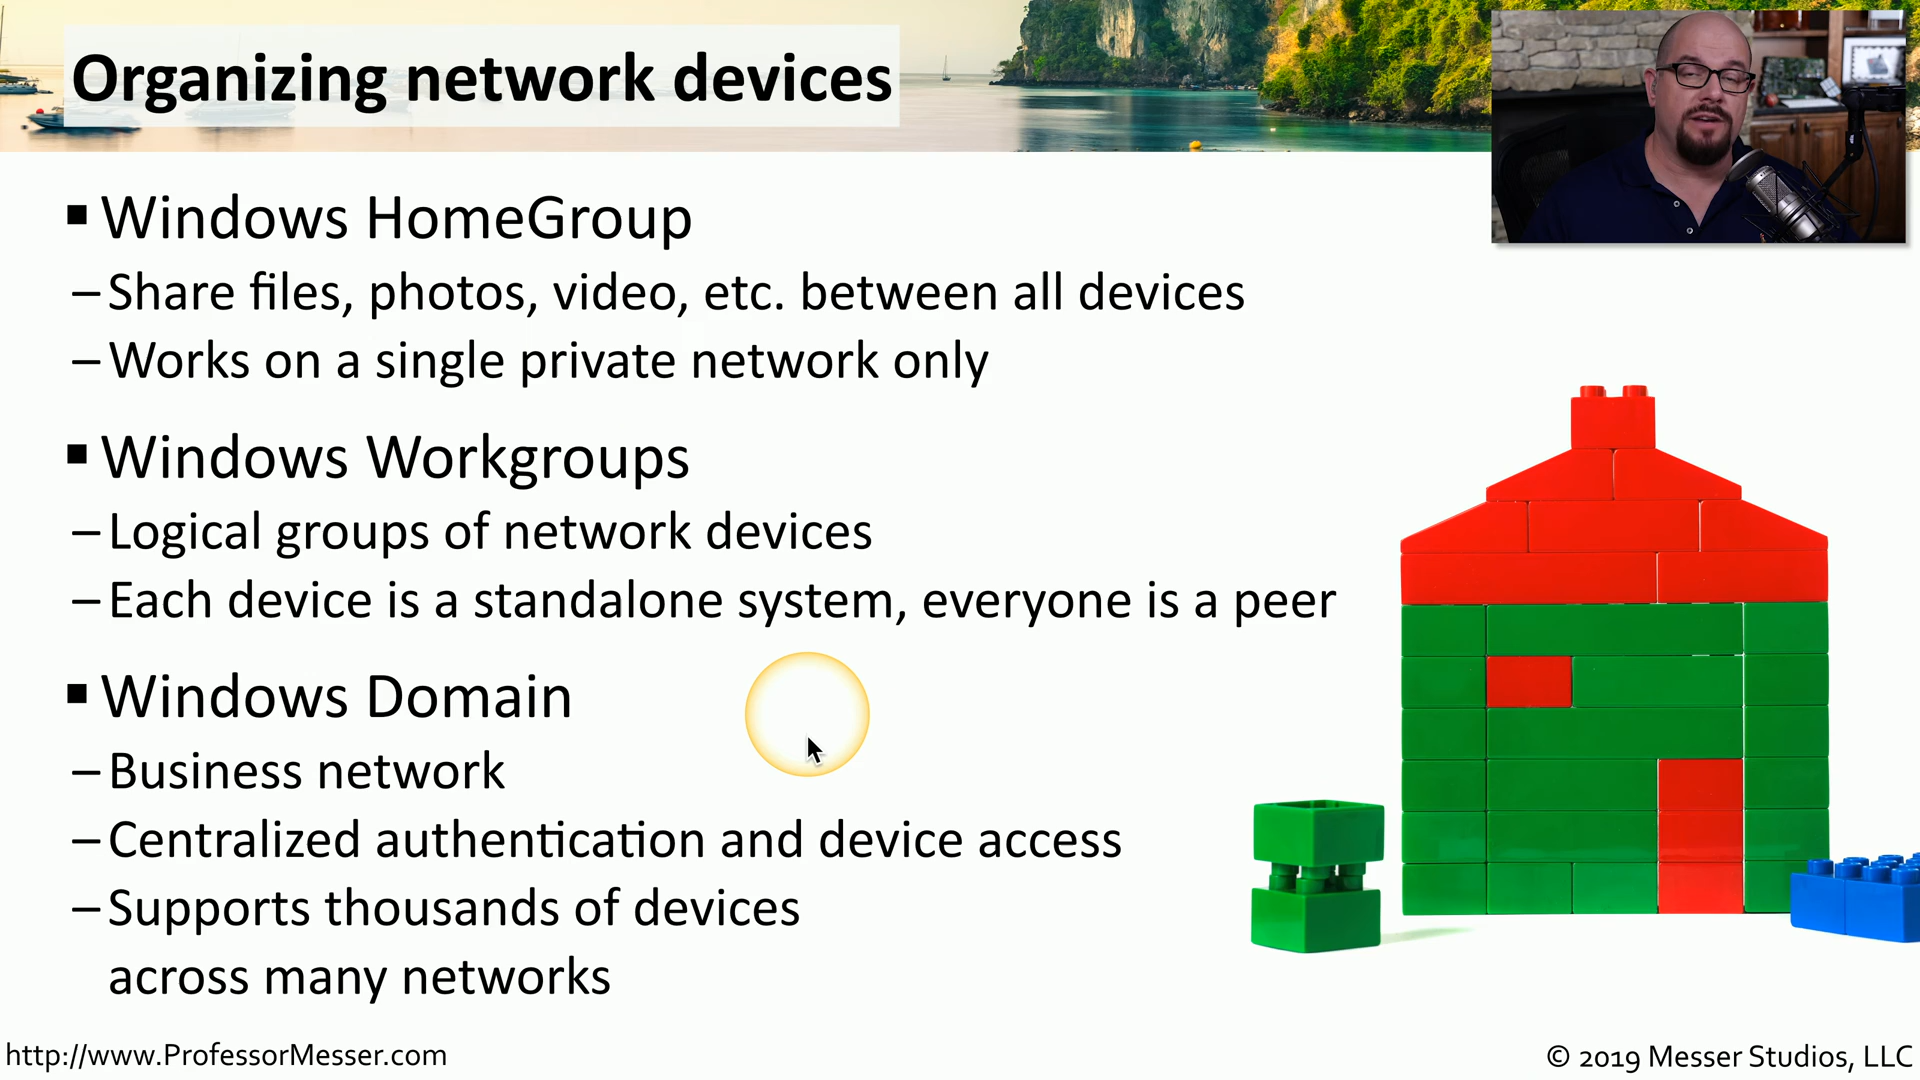 Organizing network devices
▪ Windows HomeGroup
– Share files, photos, video, etc. between all devices
– Works on a single private network only
▪ Windows Workgroups
– Logical groups of network devices
– Each device is a standalone system, everyone is a peer
▪ Windows Domain
– Business network
– Centralized authentication and device access
– Supports thousands of devices
across many networks
http://www.ProfessorMesser.com
© 2019 Messer Studios, LLC